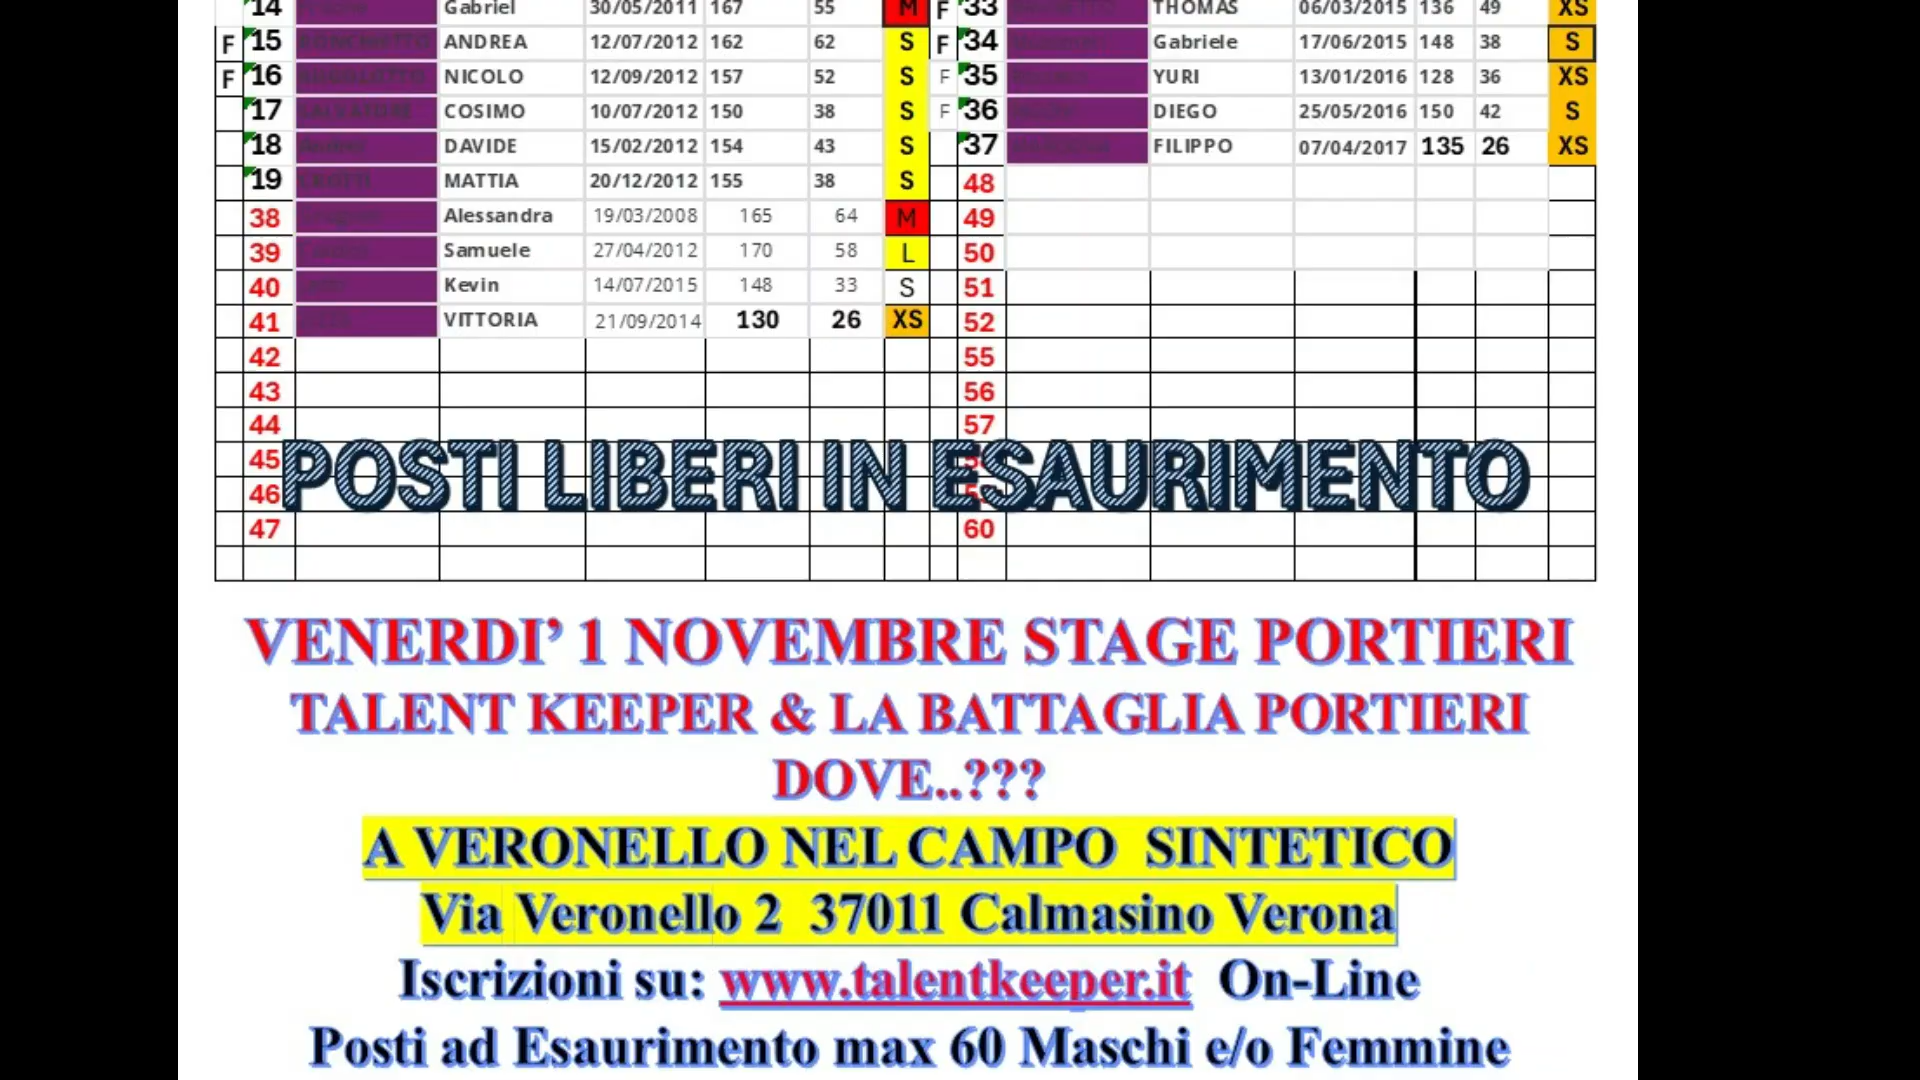 14 Gabriel 30/05/2011 167 55 M F 33 THOMAS 06/03/2015 136 49 XS
F 15 ANDREA 12/07/2012 162 62 S F 34 Gabriele 17/06/2015 148 38 S
F 16 NICOLO 12/09/2012 157 52 S F 35 YURI 13/01/2016 128 36 XS
17 SALVATORE COSIMO 10/07/2012 150 38 S F 36 DIEGO 25/05/2016 150 42 S
18 DAVIDE 15/02/2012 154 43 S 37 FILIPPO 07/04/2017 135 26 XS
19 MATTIA 20/12/2012 155 38 S 48
38 Alessandra 19/03/2008 165 64 M 49
39 Samuele 27/04/2012 170 58 L 50
40 Kevin 14/07/2015 148 33 S 51
41 VITTORIA 21/09/2014 130 26 XS 52
42 55
43 56
44 57
45
46
POSTI LIBERI IN ESAURIMENTO
47 60
VENERDI’ 1 NOVEMBRE STAGE PORTIERI
TALENT KEEPER & LA BATTAGLIA PORTIERI
DOVE..???
A VERONELLO NEL CAMPO SINTETICO
Via Veronello 2 37011 Calmasino Verona
Iscrizioni su: www.talentkeeper.it On-Line
Posti ad Esaurimento max 60 Maschi e/o Femmine